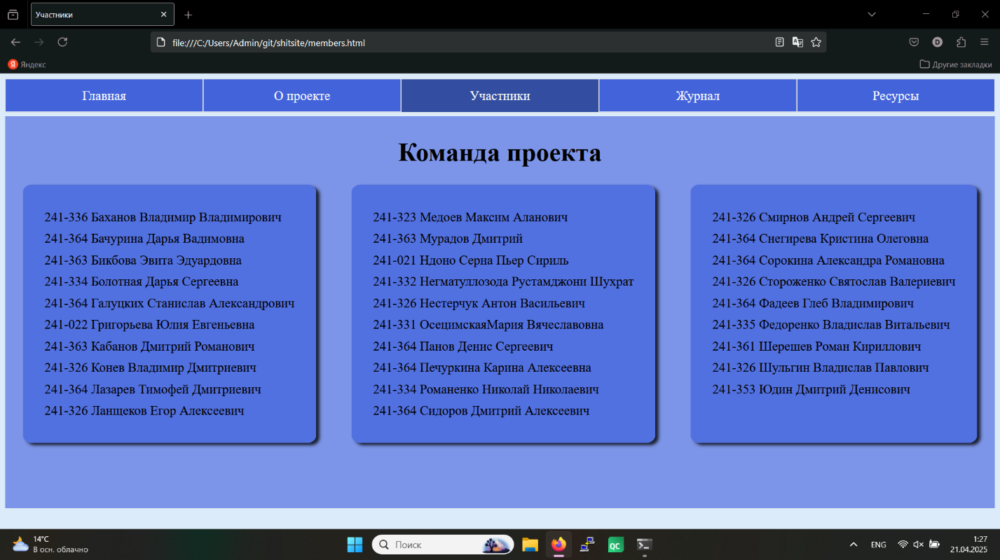 Участники
file:///C:/Users/Admin/git/shitsite/members.html
D
Я Яндекс
Другие закладки
Главная
О проекте
Участники
Журнал
Ресурсы
Команда проекта
241-336 Баханов Владимир Владимирович
241-364 Бачурина Дарья Вадимовна
241-363 Бикбова Эвита Эдуардовна
241-334 Болотная Дарья Сергеевна
241-364 Галуцких Станислав Александрович
241-022 Григорьева Юлия Евгеньевна
241-363 Кабанов Дмитрий Романович
241-326 Конев Владимир Дмитриевич
241-364 Лазарев Тимофей Дмитриевич
241-326 Ланщеков Егор Алексеевич
241-323 Медоев Максим Аланович
241-363 Мурадов Дмитрий
241-021 Ндоно Серна Пьер Сириль
241-332 Негматуллозода Рустамджони Шухрат
241-326 Нестерчук Антон Васильевич
241-331 ОсецимскаяМария Вячеславовна
241-364 Панов Денис Сергеевич
241-364 Печуркина Карина Алексеевна
241-334 Романенко Николай Николаевич
241-364 Сидоров Дмитрий Алексеевич
241-326 Смирнов Андрей Сергеевич
241-364 Снегирева Кристина Олеговна
241-364 Сорокина Александра Романовна
241-326 Стороженко Святослав Валериевич
241-364 Фадеев Глеб Владимирович
241-335 Федоренко Владислав Витальевич
241-361 Шерешев Роман Кириллович
241-326 Шульгин Владислав Павлович
241-353 Юдин Дмитрий Денисович
14°C
В осн. облачно
Поиск
QC
ENG
1:27
21.04.2025